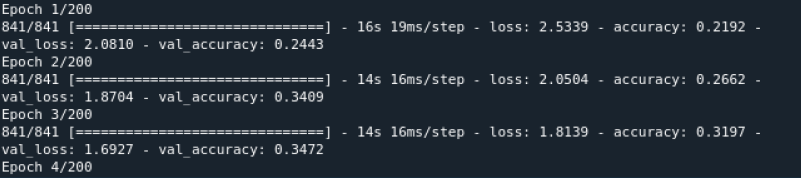 Epoch 1/200
841/841 [==============================] - 16s 19ms/step - loss: 2.5339 - accuracy: 0.2192 -
val_loss: 2.0810 - val_accuracy: 0.2443
Epoch 2/200
841/841 [==============================] - 14s 16ms/step - loss: 2.0504 - accuracy: 0.2662 -
val_loss: 1.8704 - val_accuracy: 0.3409
Epoch 3/200
841/841 [==============================] - 14s 16ms/step - loss: 1.8139 - accuracy: 0.3197 -
val_loss: 1.6927 - val_accuracy: 0.3472
Epoch 4/200